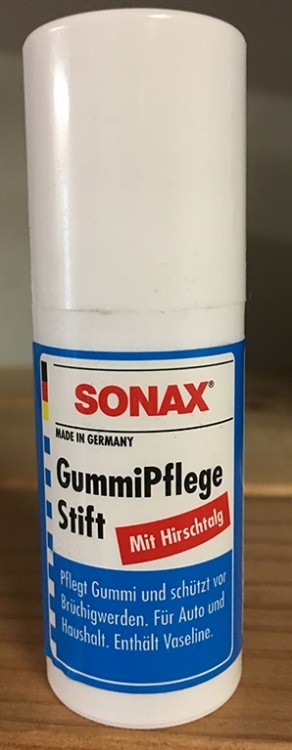 SONAX®
MADE IN GERMANY
GummiPflege
Stift
Mit Hirschtalg
Pflegt Gummi und schützt vor
Brüchigwerden. Für Auto und
Haushalt. Enthält Vaseline.